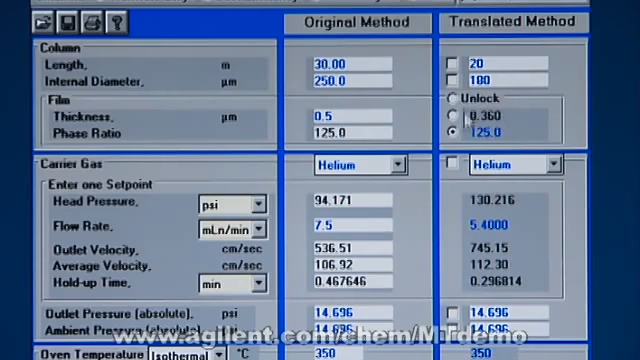 Original Method Translated Method
Column
Length, m 30.00 20
Internal Diameter, µm 250.0 180
Film Unlock
Thickness, µm 0.5 0.360
Phase Ratio 125.0 125.0
Carrier Gas Helium Helium
Enter one Setpoint
Head Pressure, psi 94.171 130.216
Flow Rate, mLn/min 7.5 5.4000
Outlet Velocity, cm/sec 536.51 745.15
Average Velocity, cm/sec 106.92 112.30
Hold-up Time, min 0.467646 0.296814
Outlet Pressure (absolute), psi 14.696 14.696
Ambient Pressure (absolute), psi 14.696 14.696
www.agilent.com/chem/MTdemo
Oven Temperature Isothermal °C 350 350